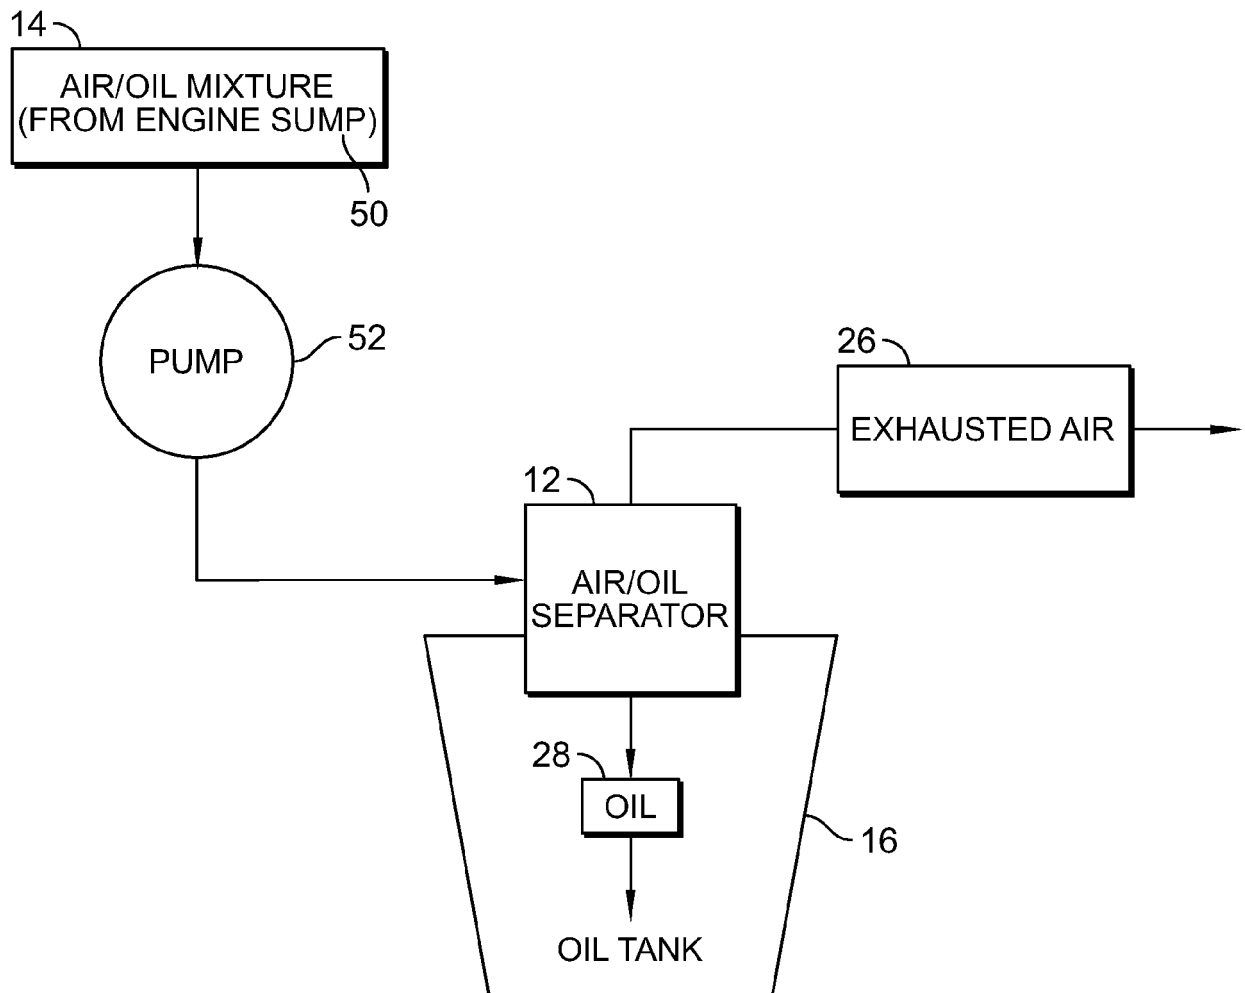 14
AIR/OIL MIXTURE
(FROM ENGINE SUMP)
50
PUMP
52
26
EXHAUSTED AIR
12
AIR/OIL
SEPARATOR
28
OIL
16
OIL TANK